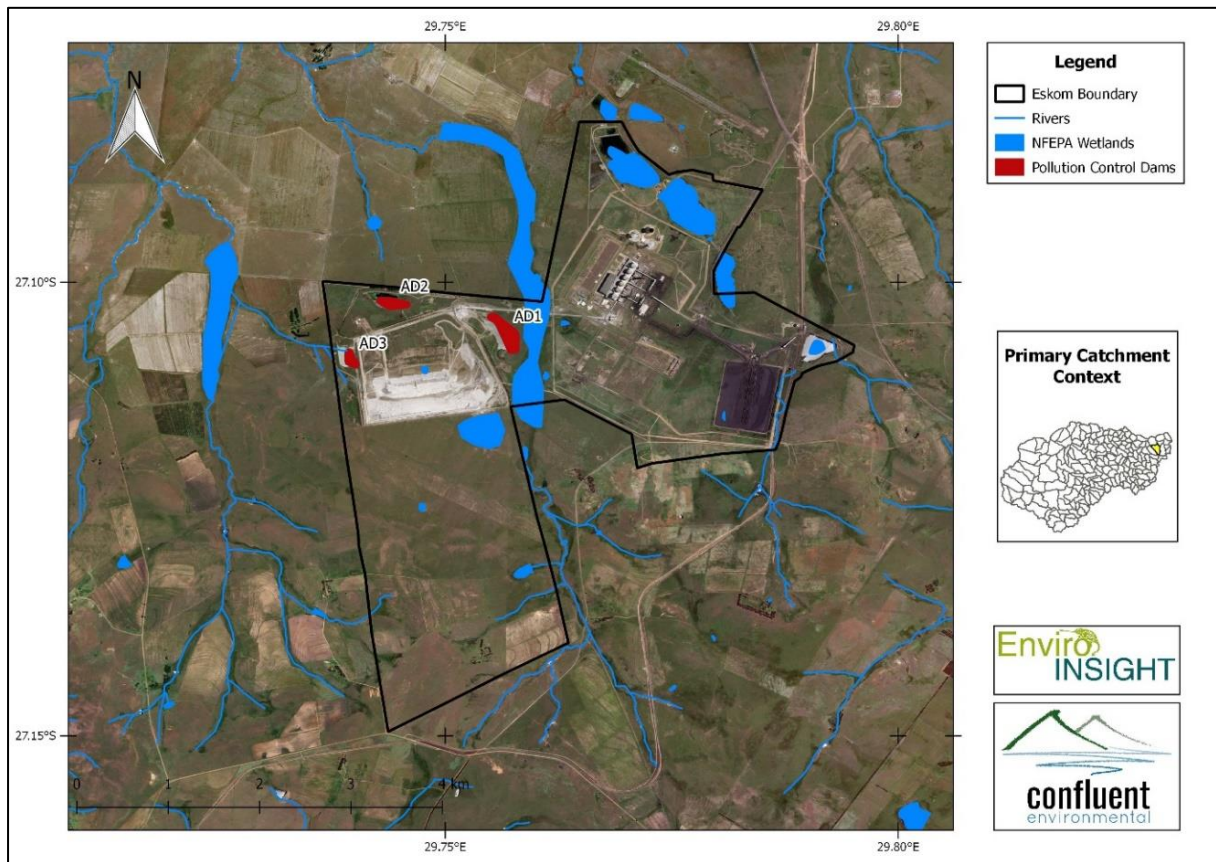 29.75°E
29.80°E
N
27.10°S
27.10°S
AD2
AD1
AD3
27.15°S
27.15°S
0 1 2 3 4 km
29.75°E
29.80°E
Legend
Eskom Boundary
Rivers
NFEPA Wetlands
Pollution Control Dams
Primary Catchment
Context
Enviro
INSIGHT
confluent
environmental